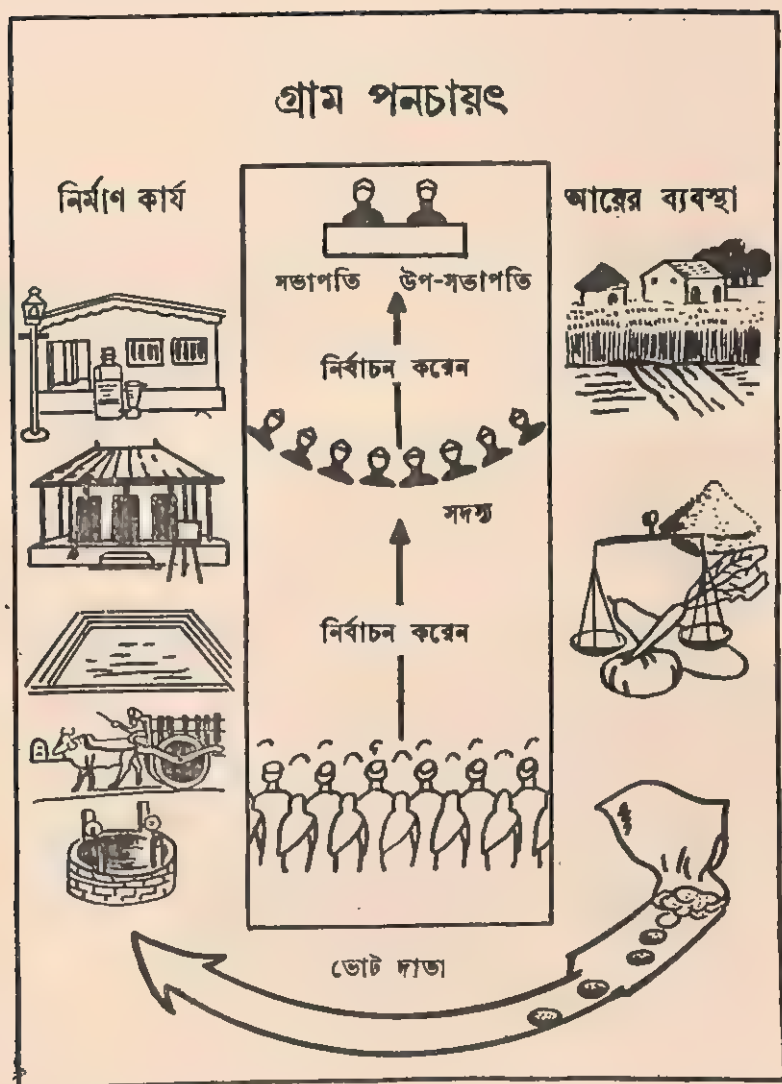 গ্রাম পনচায়ৎ
নির্মাণ কার্য
আয়ের ব্যবস্থা
সভাপতি উপ-সভাপতি
নির্বাচন করেন
সদস্য
নির্বাচন করেন
ভোট দাতা